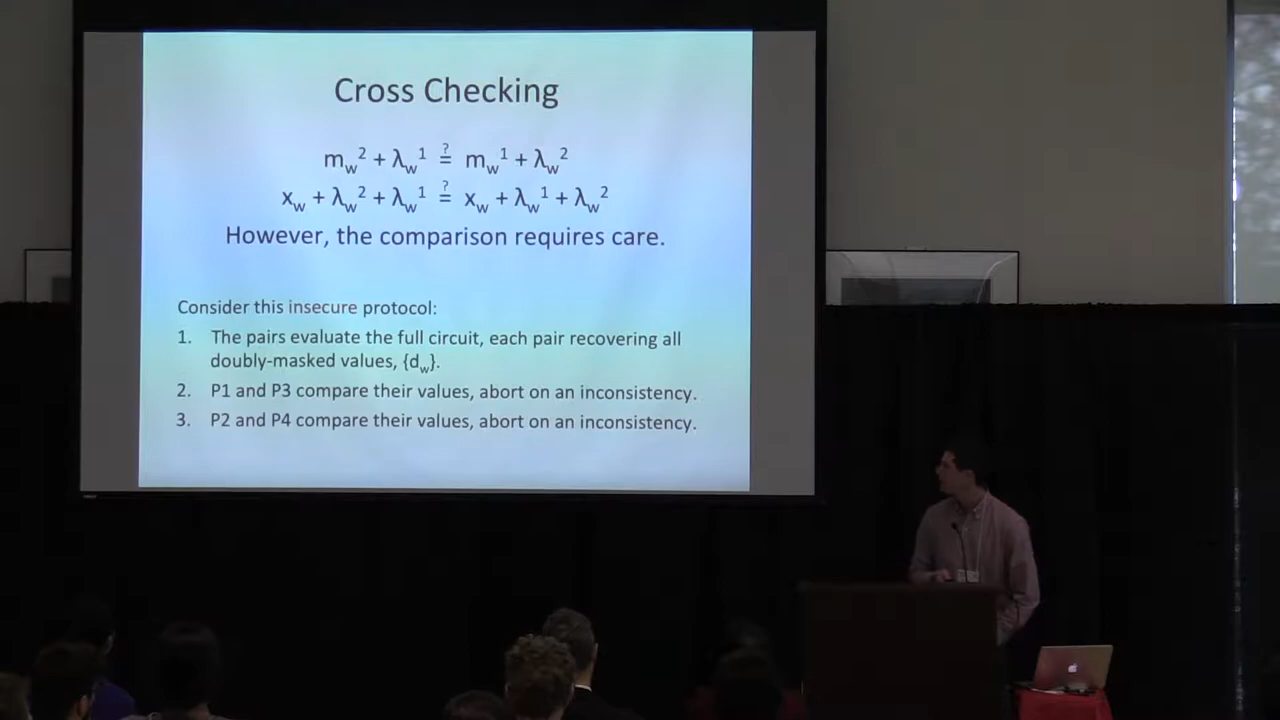 Cross Checking
m_w^2 + λ_w^1 ≟ m_w^1 + λ_w^2
x_w + λ_w^2 + λ_w^1 ≟ x_w + λ_w^1 + λ_w^2
However, the comparison requires care.
Consider this insecure protocol:
1. The pairs evaluate the full circuit, each pair recovering all
doubly-masked values, {d_w}.
2. P1 and P3 compare their values, abort on an inconsistency.
3. P2 and P4 compare their values, abort on an inconsistency.